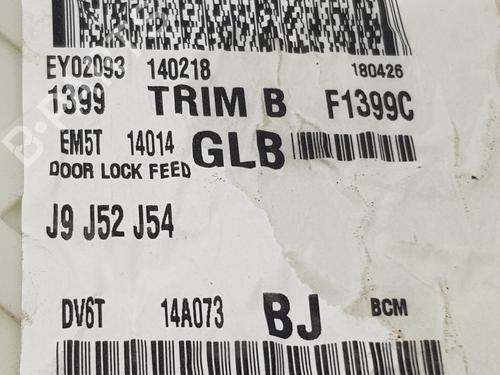 EY02093 140218 180426
1399 TRIM B F1399C
EM5T 14014 GLB
DOOR LOCK FEED
J9 J52 J54
DV6T 14A073 BJ BCM